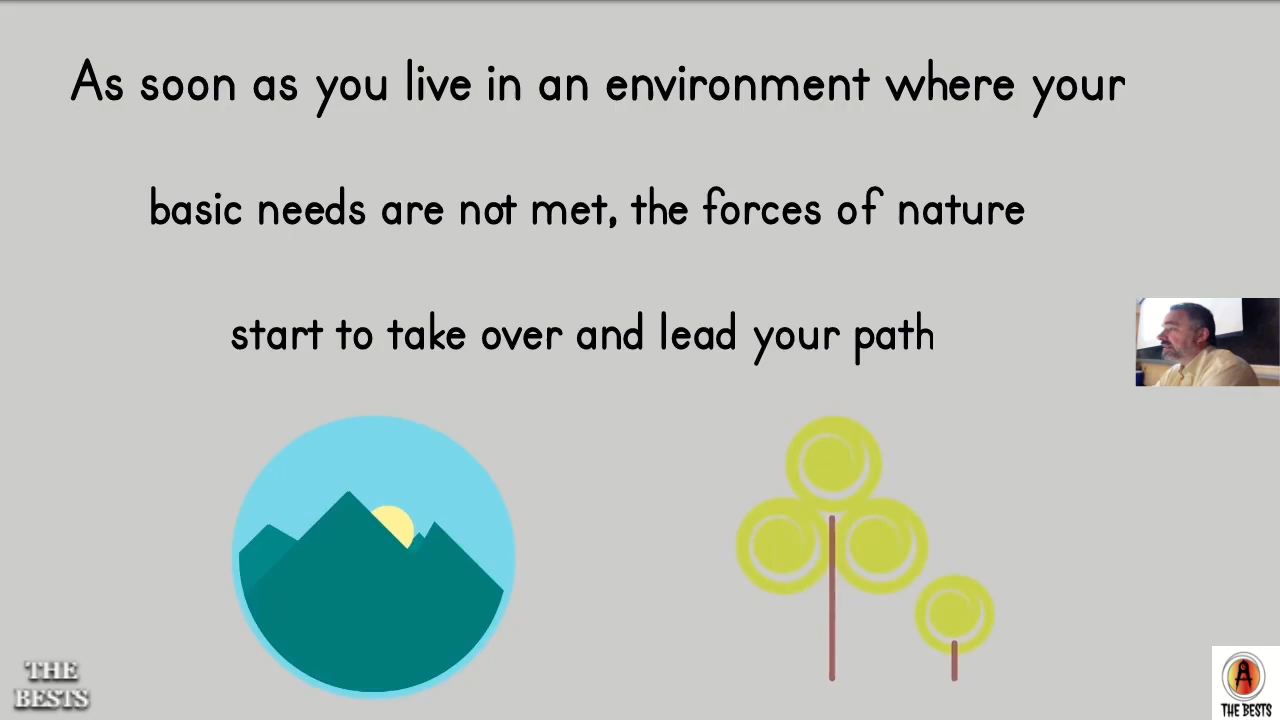 As soon as you live in an environment where your
basic needs are not met, the forces of nature
start to take over and lead your path
THE
BESTS
A
THE BESTS